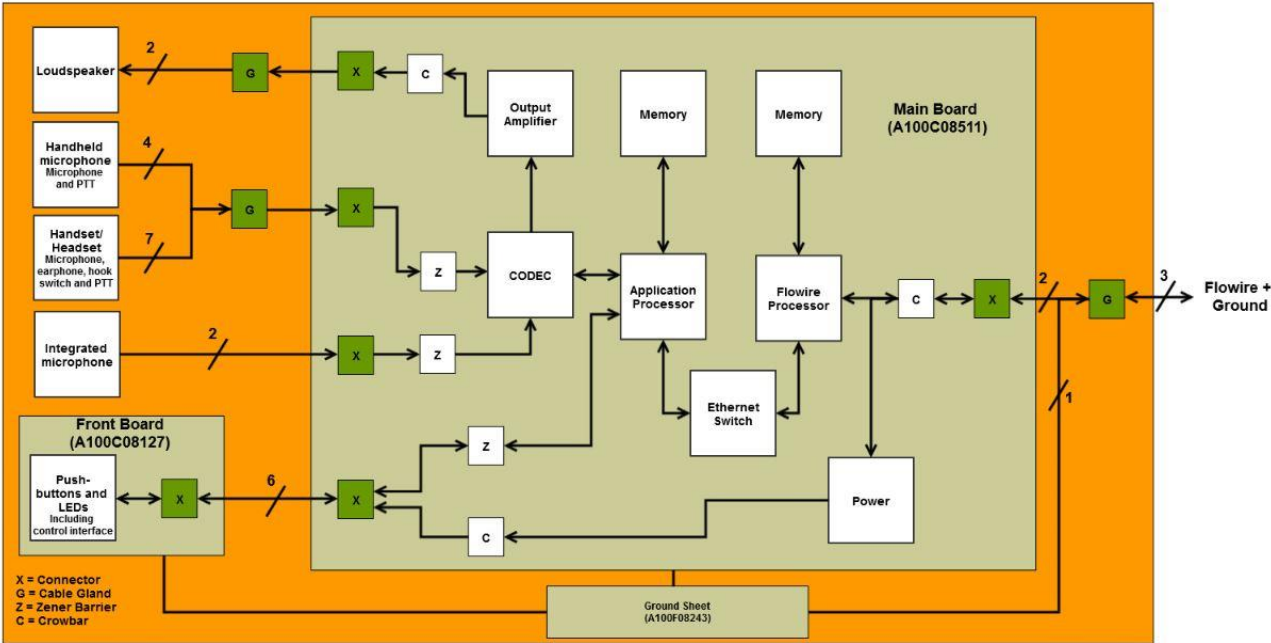 Loudspeaker
2
G
X
C
Output
Amplifier
Memory
Memory
Main Board
(A100C08511)
Handheld
microphone
Microphone
and PTT
4
G
X
Handset/
Headset
Microphone,
earphone, hook
switch and PTT
7
Z
CODEC
Application
Processor
Flowire
Processor
C
X
2
G
3
Flowire +
Ground
Integrated
microphone
2
X
Z
Ethernet
Switch
1
Front Board
(A100C08127)
Push-
buttons and
LEDs
Including
control interface
X
6
X
Z
C
Power
X = Connector
G = Cable Gland
Z = Zener Barrier
C = Crowbar
Ground Sheet
(A100F08243)